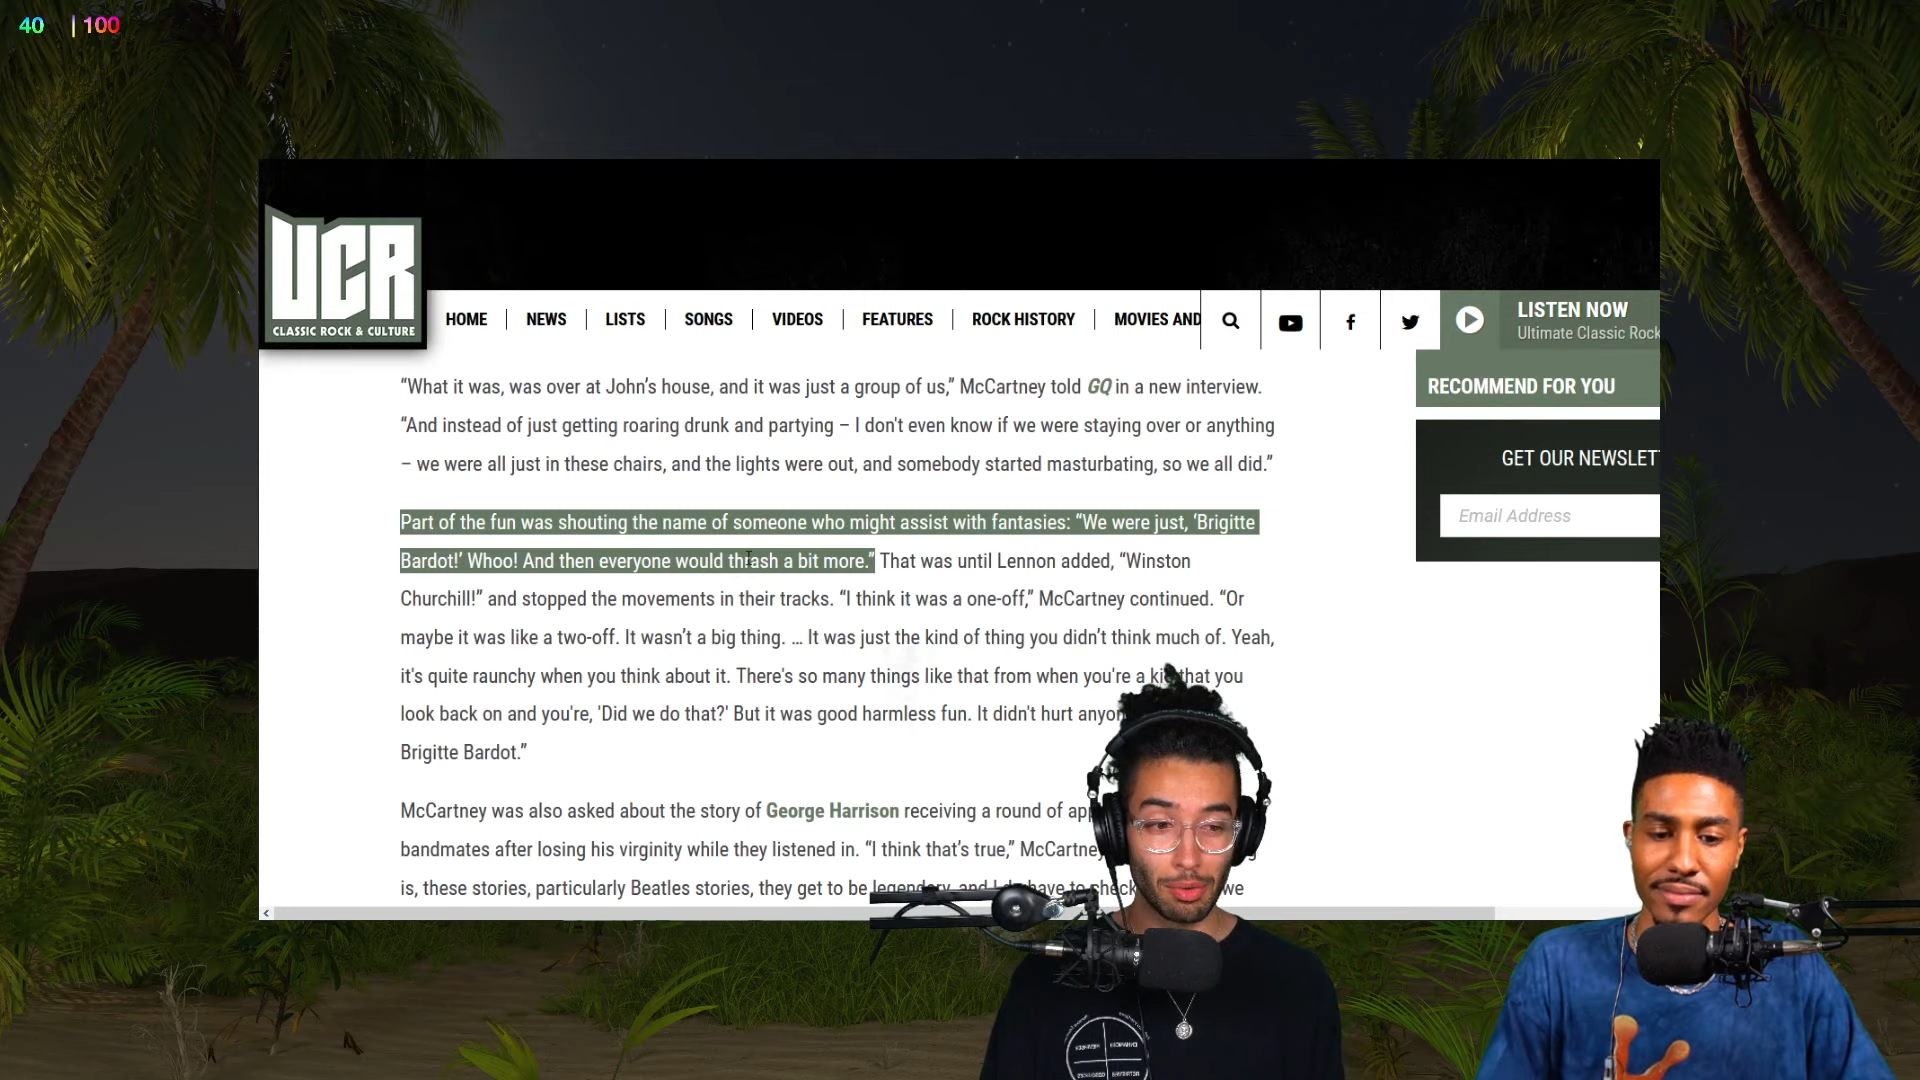 40 | 100
UCR
CLASSIC ROCK & CULTURE
HOME
NEWS
LISTS
SONGS
VIDEOS
FEATURES
ROCK HISTORY
MOVIES AND
LISTEN NOW
Ultimate Classic Rock
“What it was, was over at John’s house, and it was just a group of us,” McCartney told GQ in a new interview.
“And instead of just getting roaring drunk and partying – I don't even know if we were staying over or anything
– we were all just in these chairs, and the lights were out, and somebody started masturbating, so we all did.”
Part of the fun was shouting the name of someone who might assist with fantasies: “We were just, ‘Brigitte
Bardot!’ Whoo! And then everyone would thrash a bit more.” That was until Lennon added, “Winston
Churchill!” and stopped the movements in their tracks. “I think it was a one-off,” McCartney continued. “Or
maybe it was like a two-off. It wasn’t a big thing. … It was just the kind of thing you didn’t think much of. Yeah,
it's quite raunchy when you think about it. There's so many things like that from when you're a kid that you
look back on and you're, 'Did we do that?' But it was good harmless fun. It didn't hurt
Brigitte Bardot.”
McCartney was also asked about the story of George Harrison receiving a round of
bandmates after losing his virginity while they listened in. “I think that’s true,”
is, these stories, particularly Beatles stories, they get to be legendary, and I do have to check we
RECOMMEND FOR YOU
GET OUR NEWSLET
Email Address